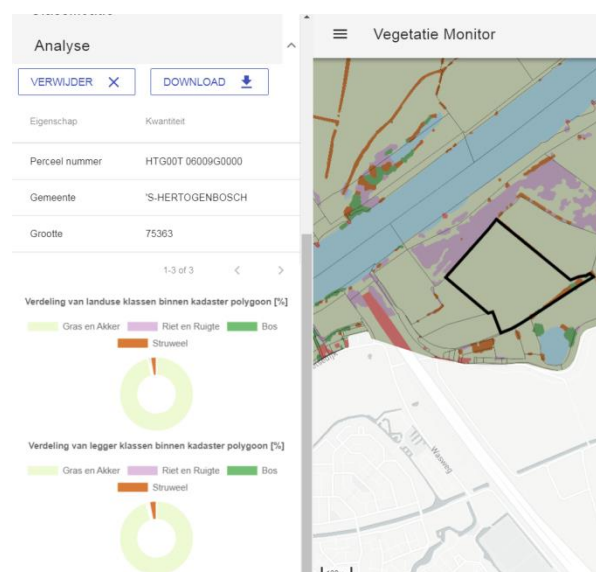 Analyse
Vegetatie Monitor
VERWIJDER
DOWNLOAD
Eigenschap Kwantiteit
Perceel nummer HTG00T 06009G0000
Gemeente 'S-HERTOGENBOSCH
Grootte 75363
1-3 of 3
Verdeling van landuse klassen binnen kadaster polygoon [%]
Gras en Akker Riet en Ruigte Bos
Struweel
Verdeling van legger klassen binnen kadaster polygoon [%]
Gras en Akker Riet en Ruigte Bos
Struweel